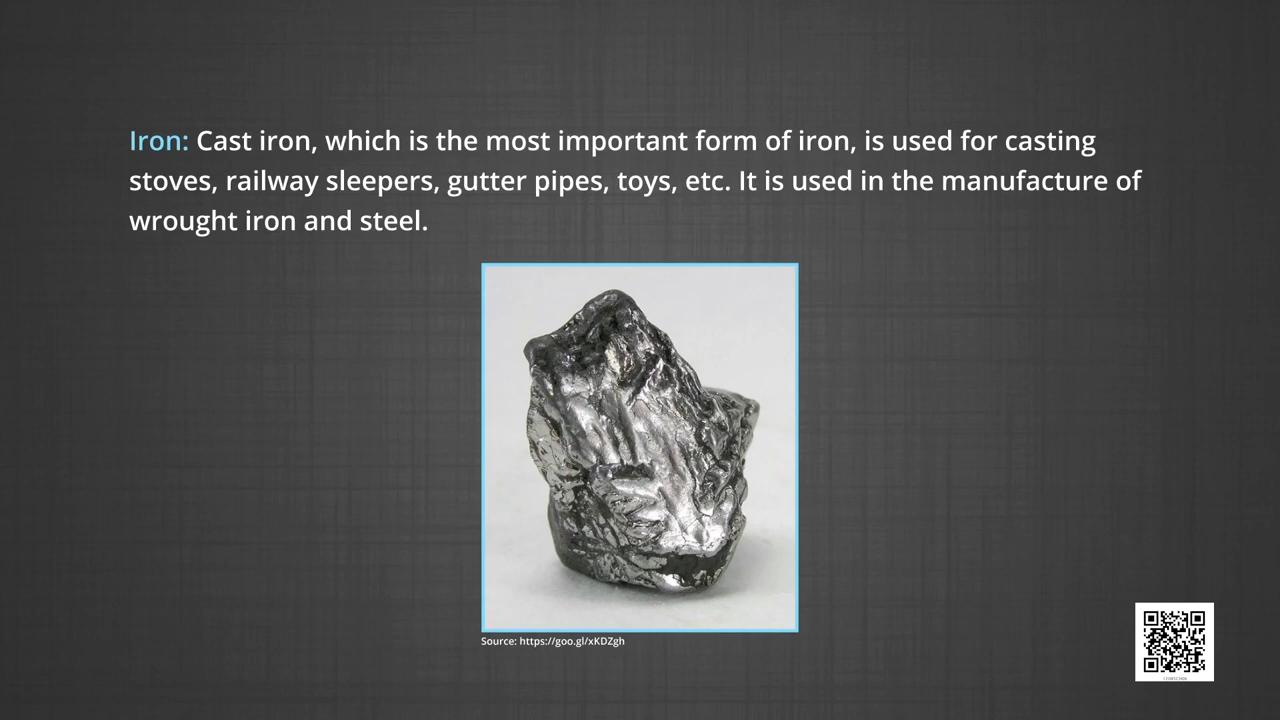 Iron: Cast iron, which is the most important form of iron, is used for casting
stoves, railway sleepers, gutter pipes, toys, etc. It is used in the manufacture of
wrought iron and steel.
Source: https://goo.gl/xKDZgh